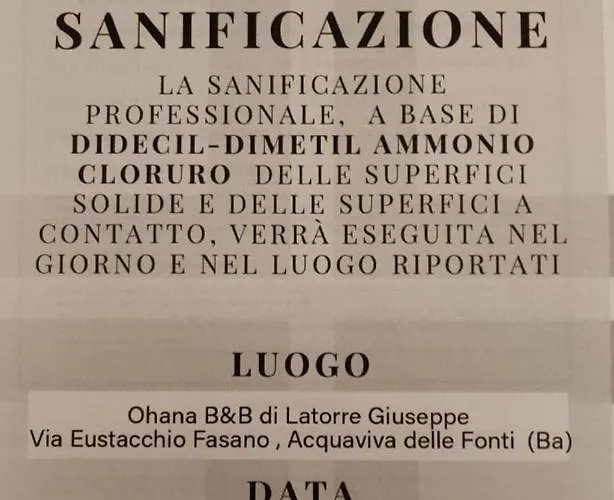 SANIFICAZIONE
LA SANIFICAZIONE
PROFESSIONALE, A BASE DI
DIDECIL-DIMETIL AMMONIO
CLORURO DELLE SUPERFICI
SOLIDE E DELLE SUPERFICI A
CONTATTO, VERRÀ ESEGUITA NEL
GIORNO E NEL LUOGO RIPORTATI
LUOGO
Ohana B&B di Latorre Giuseppe
Via Eustacchio Fasano , Acquaviva delle Fonti (Ba)
DATA